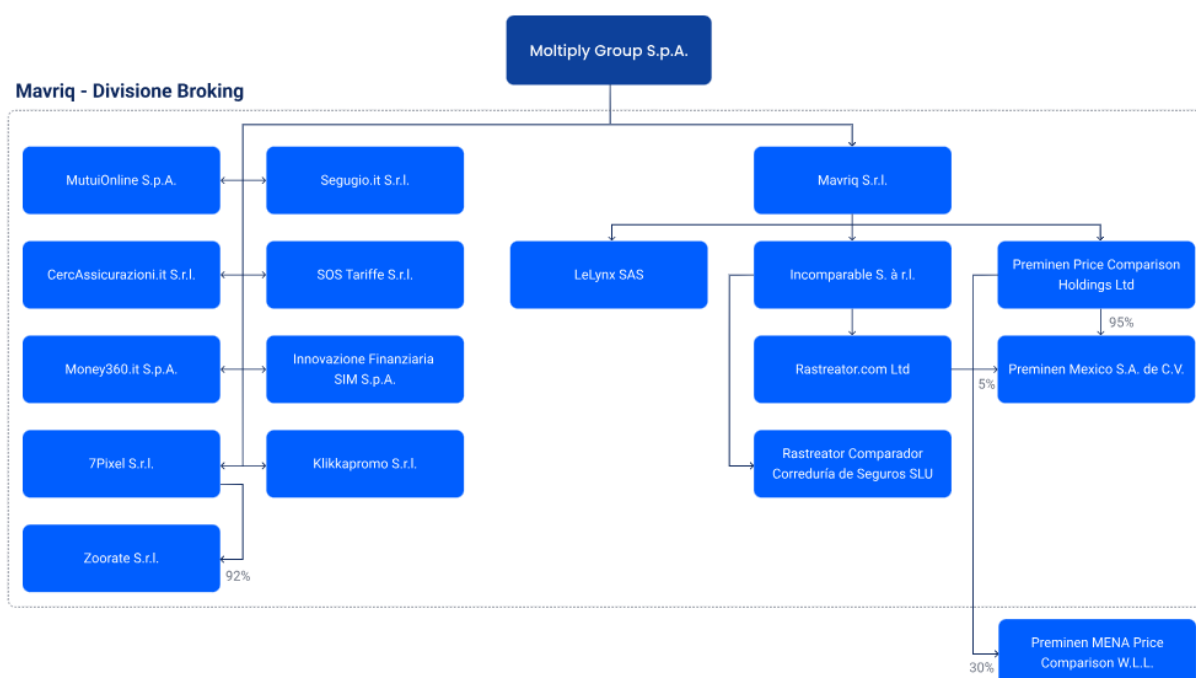 Moltiply Group S.p.A.
Mavriq - Divisione Broking
MutuiOnline S.p.A.
Segugio.it S.r.l.
Mavriq S.r.l.
CercAssicurazioni.it S.r.l.
SOS Tariffe S.r.l.
LeLynx SAS
Incomparable S. à r.l.
Preminen Price Comparison
Holdings Ltd
95%
Money360.it S.p.A.
Innovazione Finanziaria
SIM S.p.A.
Rastreator.com Ltd
5%
Preminen Mexico S.A. de C.V.
7Pixel S.r.l.
Klikkapromo S.r.l.
Rastreator Comparador
Correduría de Seguros SLU
Zoorate S.r.l.
92%
Preminen MENA Price
Comparison W.L.L.
30%